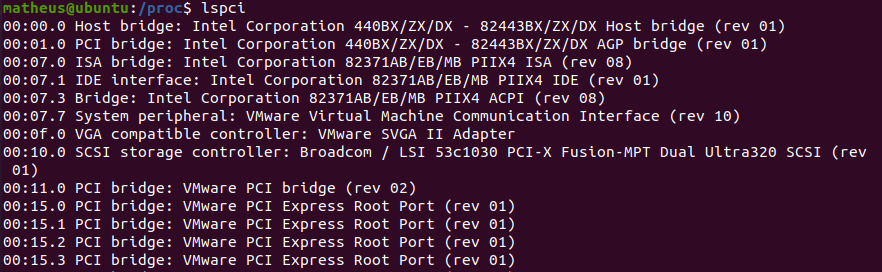 matheus@ubuntu:/proc$ lspci
00:00.0 Host bridge: Intel Corporation 440BX/ZX/DX - 82443BX/ZX/DX Host bridge (rev 01)
00:01.0 PCI bridge: Intel Corporation 440BX/ZX/DX - 82443BX/ZX/DX AGP bridge (rev 01)
00:07.0 ISA bridge: Intel Corporation 82371AB/EB/MB PIIX4 ISA (rev 08)
00:07.1 IDE interface: Intel Corporation 82371AB/EB/MB PIIX4 IDE (rev 01)
00:07.3 Bridge: Intel Corporation 82371AB/EB/MB PIIX4 ACPI (rev 08)
00:07.7 System peripheral: VMware Virtual Machine Communication Interface (rev 10)
00:0f.0 VGA compatible controller: VMware SVGA II Adapter
00:10.0 SCSI storage controller: Broadcom / LSI 53c1030 PCI-X Fusion-MPT Dual Ultra320 SCSI (rev
01)
00:11.0 PCI bridge: VMware PCI bridge (rev 02)
00:15.0 PCI bridge: VMware PCI Express Root Port (rev 01)
00:15.1 PCI bridge: VMware PCI Express Root Port (rev 01)
00:15.2 PCI bridge: VMware PCI Express Root Port (rev 01)
00:15.3 PCI bridge: VMware PCI Express Root Port (rev 01)